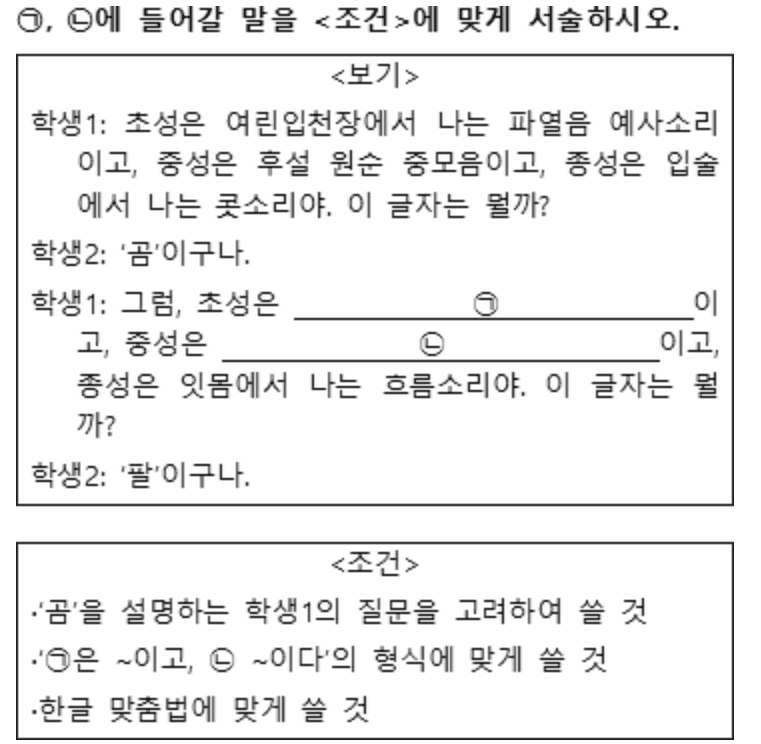 ㉠, ㉡에 들어갈 말을 <조건>에 맞게 서술하시오.
<보기>
학생1: 초성은 여린입천장에서 나는 파열음 예사소리
이고, 중성은 후설 원순 중모음이고, 종성은 입술
에서 나는 콧소리야. 이 글자는 뭘까?
학생2: '곰'이구나.
학생1: 그럼, 초성은 ㉠ 이
고, 중성은 ㉡ 이고,
종성은 잇몸에서 나는 흐름소리야. 이 글자는 뭘
까?
학생2: '팔'이구나.
<조건>
·'곰'을 설명하는 학생1의 질문을 고려하여 쓸 것
·'㉠은 ~이고, ㉡ ~이다'의 형식에 맞게 쓸 것
·한글 맞춤법에 맞게 쓸 것